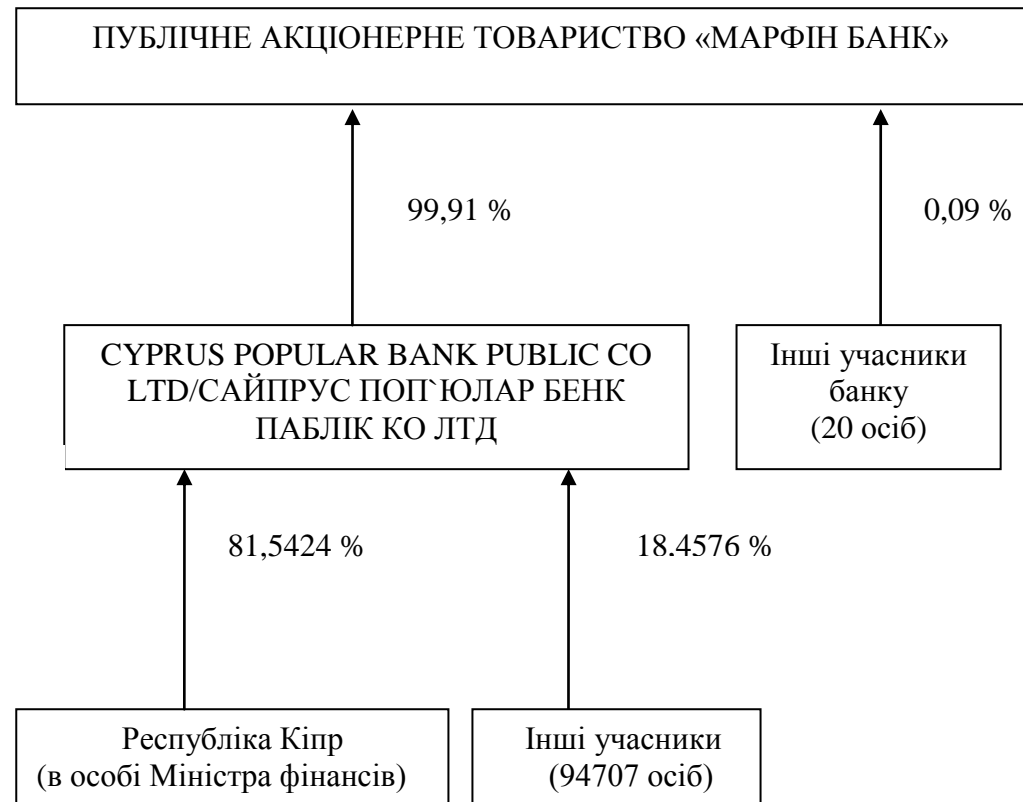 ПУБЛІЧНЕ АКЦІОНЕРНЕ ТОВАРИСТВО «МАРФІН БАНК»
99,91 %
0,09 %
CYPRUS POPULAR BANK PUBLIC CO
LTD/САЙПРУС ПОП`ЮЛАР БЕНК
ПАБЛІК КО ЛТД
Інші учасники
банку
(20 осіб)
81,5424 %
18.4576 %
Республіка Кіпр
(в особі Міністра фінансів)
Інші учасники
(94707 осіб)